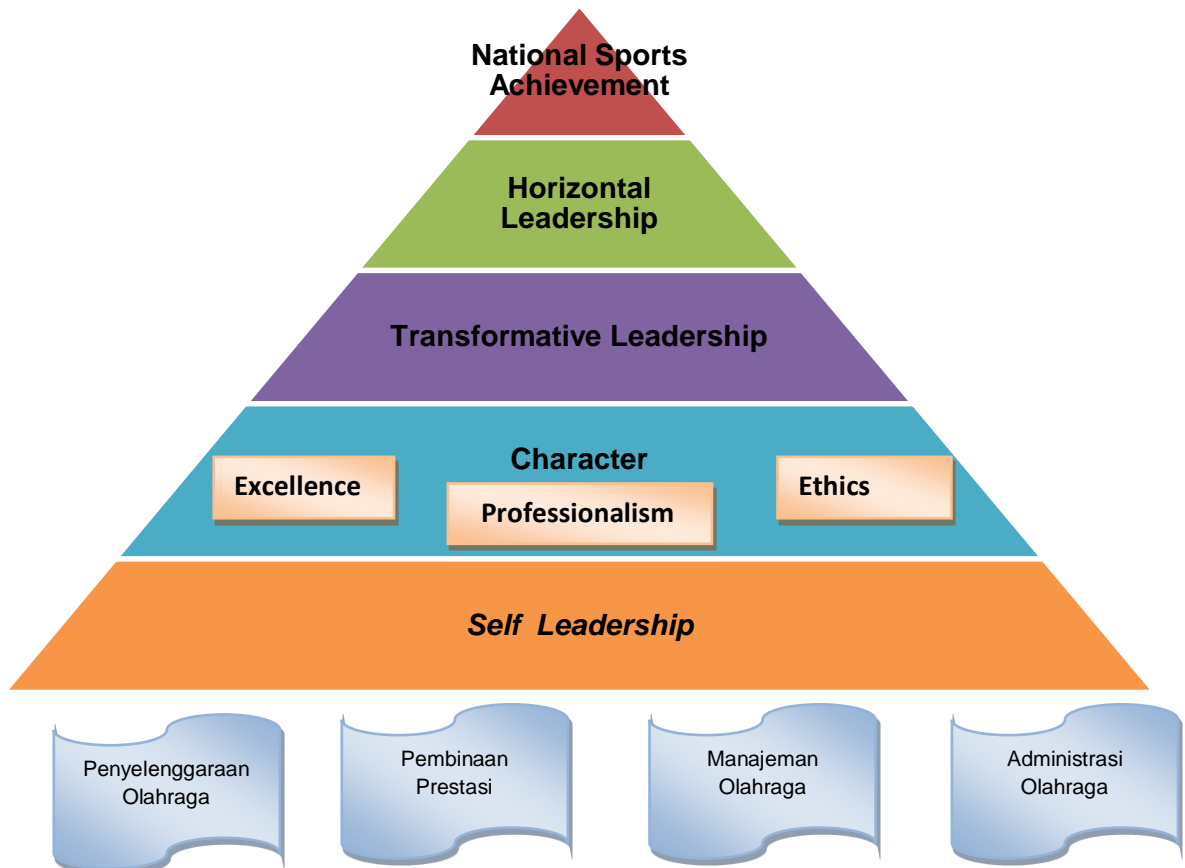 National Sports
Achievement
Horizontal
Leadership
Transformative Leadership
Character
Excellence
Professionalism
Ethics
Self  Leadership
Penyelenggaraan
Olahraga
Pembinaan
Prestasi
Manajeman
Olahraga
Administrasi
Olahraga